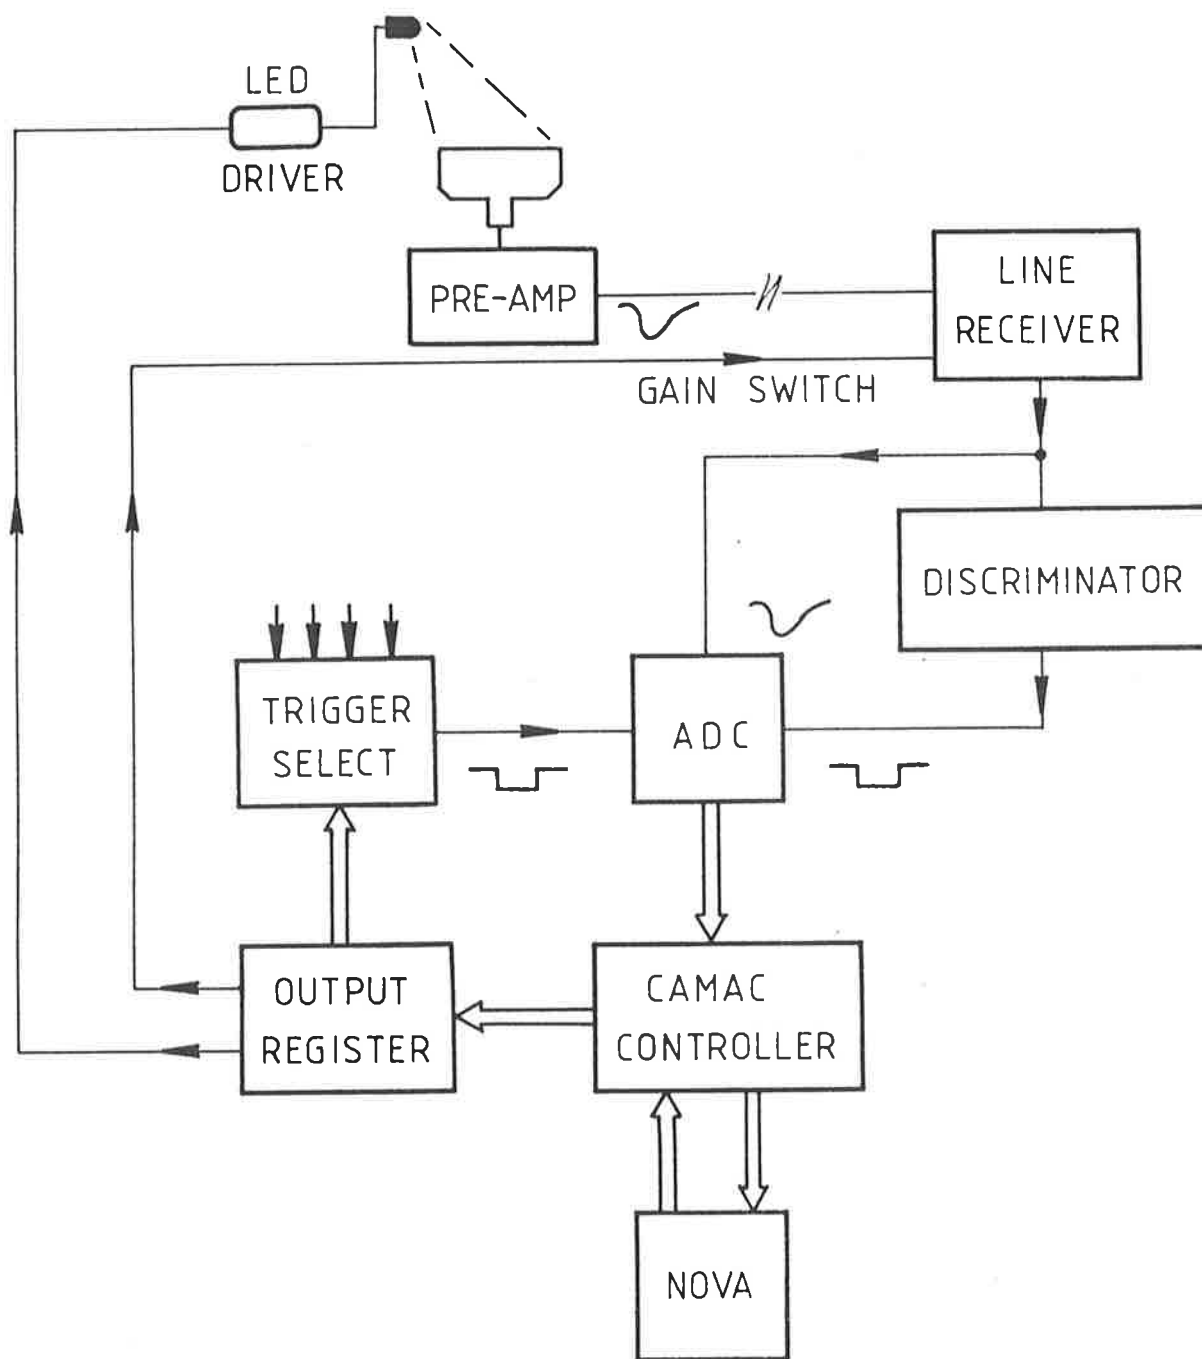 LED
DRIVER
PRE-AMP
LINE
RECEIVER
GAIN SWITCH
DISCRIMINATOR
TRIGGER
SELECT
ADC
OUTPUT
REGISTER
CAMAC
CONTROLLER
NOVA